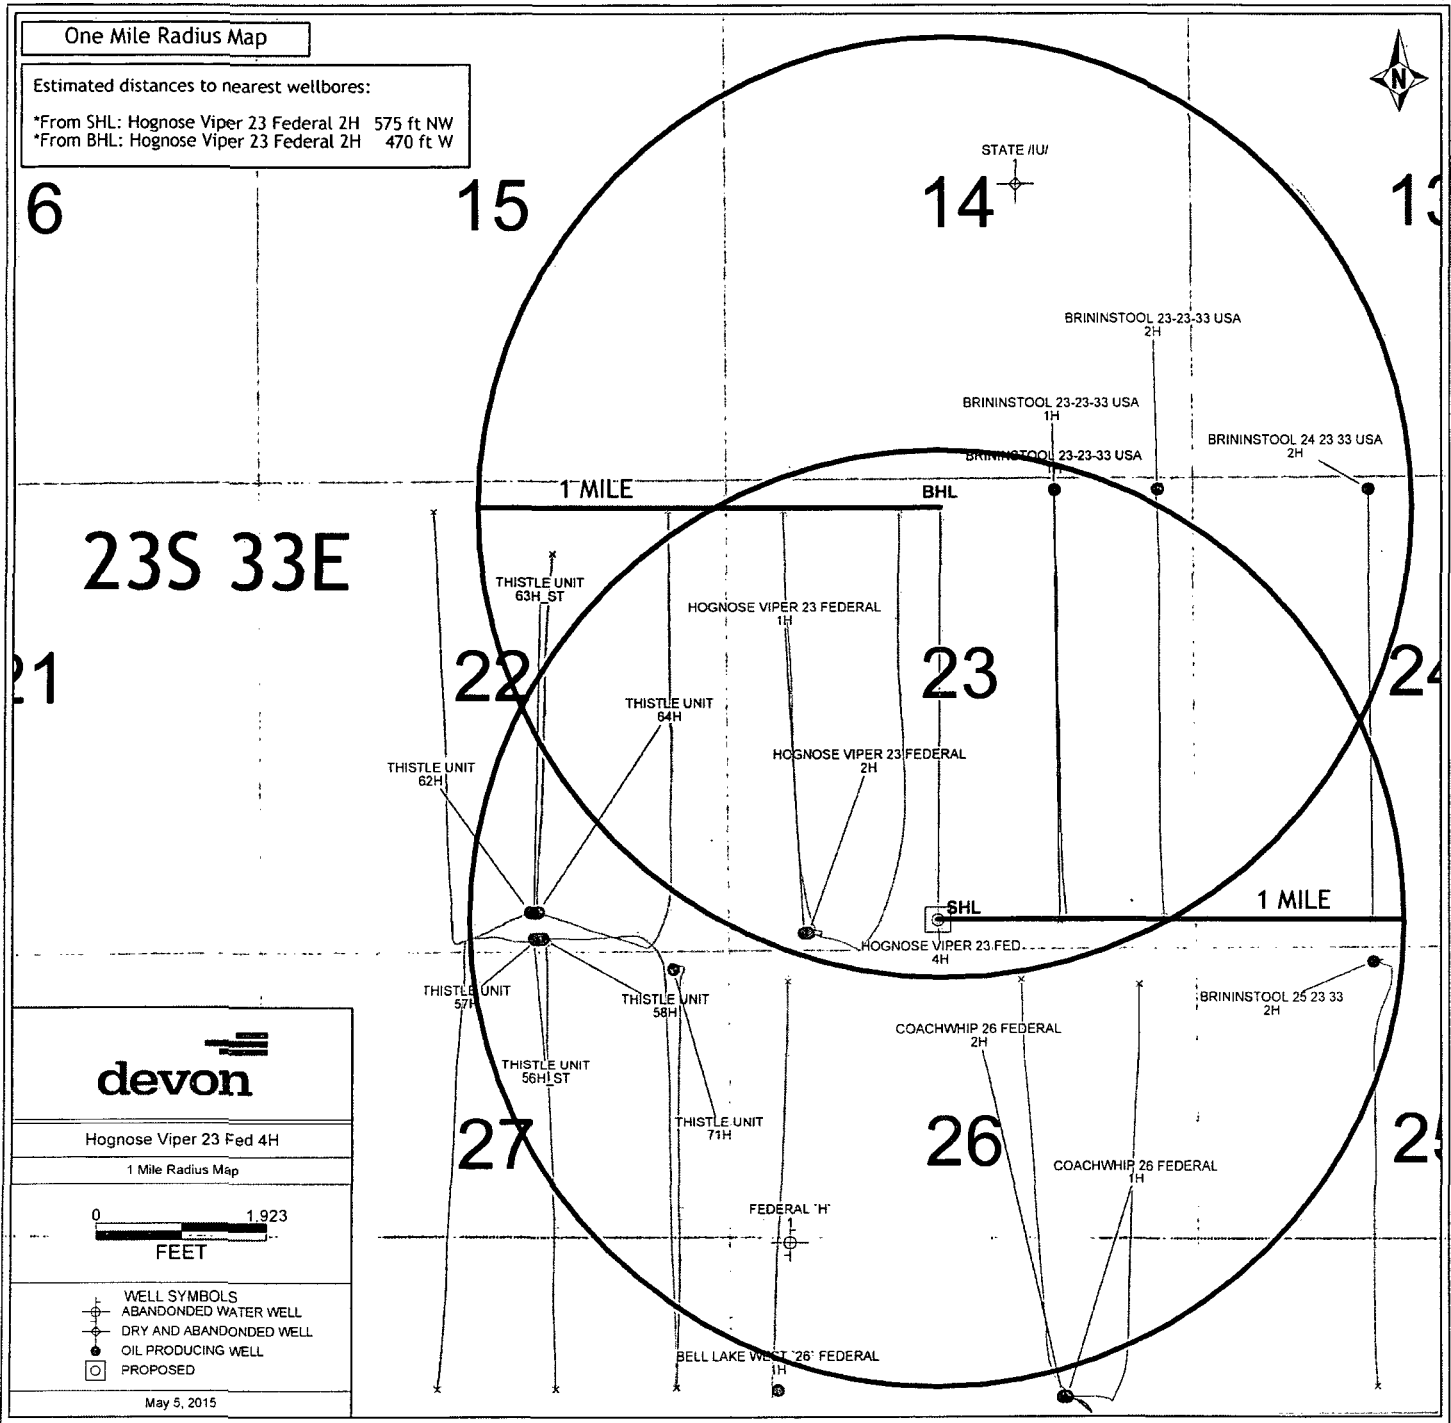 One Mile Radius Map
Estimated distances to nearest wellbores:
*From SHL: Hognose Viper 23 Federal 2H 575 ft NW
*From BHL: Hognose Viper 23 Federal 2H 470 ft W
N
STATE /IU/
1
6
15
14
13
BRININSTOOL 23-23-33 USA
2H
BRININSTOOL 23-23-33 USA
1H
BRININSTOOL 24 23 33 USA
2H
BRININSTOOL 23-23-33 USA
1 MILE
BHL
23S 33E
THISTLE UNIT
63H_ST
HOGNOSE VIPER 23 FEDERAL
1H
21
22
23
24
THISTLE UNIT
64H
HOGNOSE VIPER 23 FEDERAL
2H
THISTLE UNIT
62H
SHL
1 MILE
HOGNOSE VIPER 23 FED
4H
THISTLE UNIT
57H
THISTLE UNIT
58H
BRININSTOOL 25 23 33
2H
COACHWHIP 26 FEDERAL
2H
THISTLE UNIT
56H_ST
devon
THISTLE UNIT
71H
27
26
25
Hognose Viper 23 Fed 4H
1 Mile Radius Map
COACHWHIP 26 FEDERAL
1H
FEDERAL 'H'
1
0 1,923
FEET
WELL SYMBOLS
ABANDONDED WATER WELL
DRY AND ABANDONDED WELL
OIL PRODUCING WELL
PROPOSED
BELL LAKE WEST '26' FEDERAL
1H
May 5, 2015